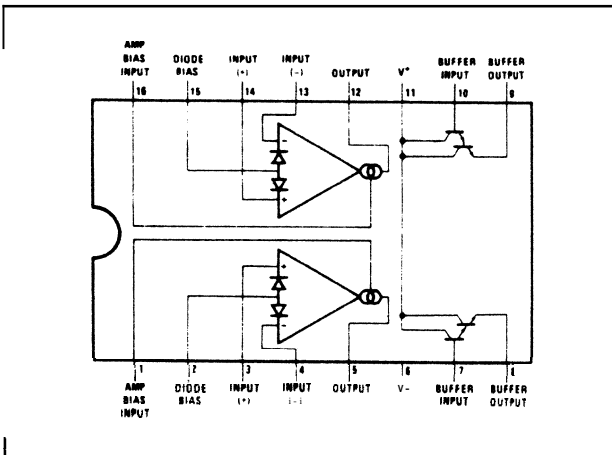 AMP
BIAS
INPUT
DIODE
BIAS
INPUT
(+)
INPUT
(-)
OUTPUT
V+
BUFFER
INPUT
BUFFER
OUTPUT
16 15 14 13 12 11 10 9
-
+
+
-
1 2 3 4 5 6 7 8
AMP
BIAS
INPUT
DIODE
BIAS
INPUT
(+)
INPUT
(-)
OUTPUT
V-
BUFFER
INPUT
BUFFER
OUTPUT